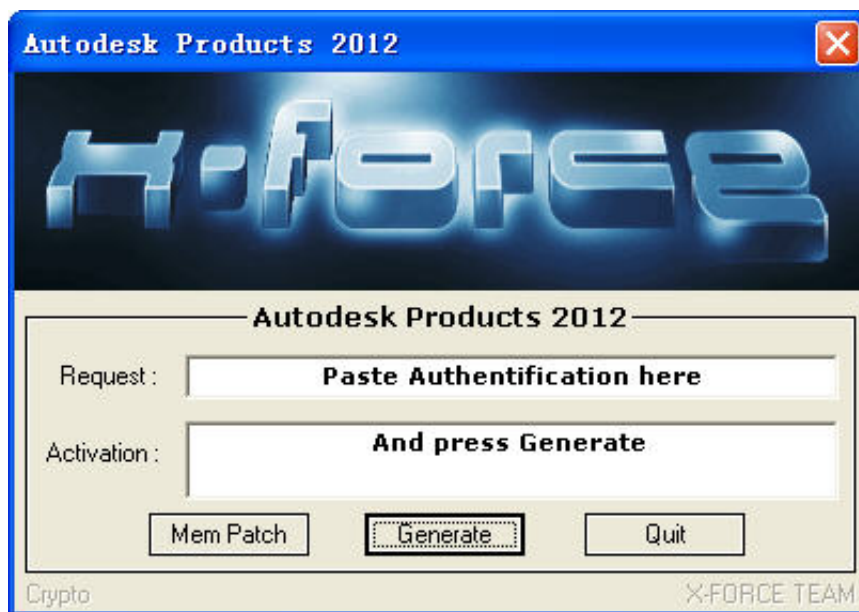 Autodesk Products 2012
x-force
Autodesk Products 2012
Request :
Paste Authentification here
Activation :
And press Generate
Mem Patch
Generate
Quit
Crypto
X-FORCE TEAM